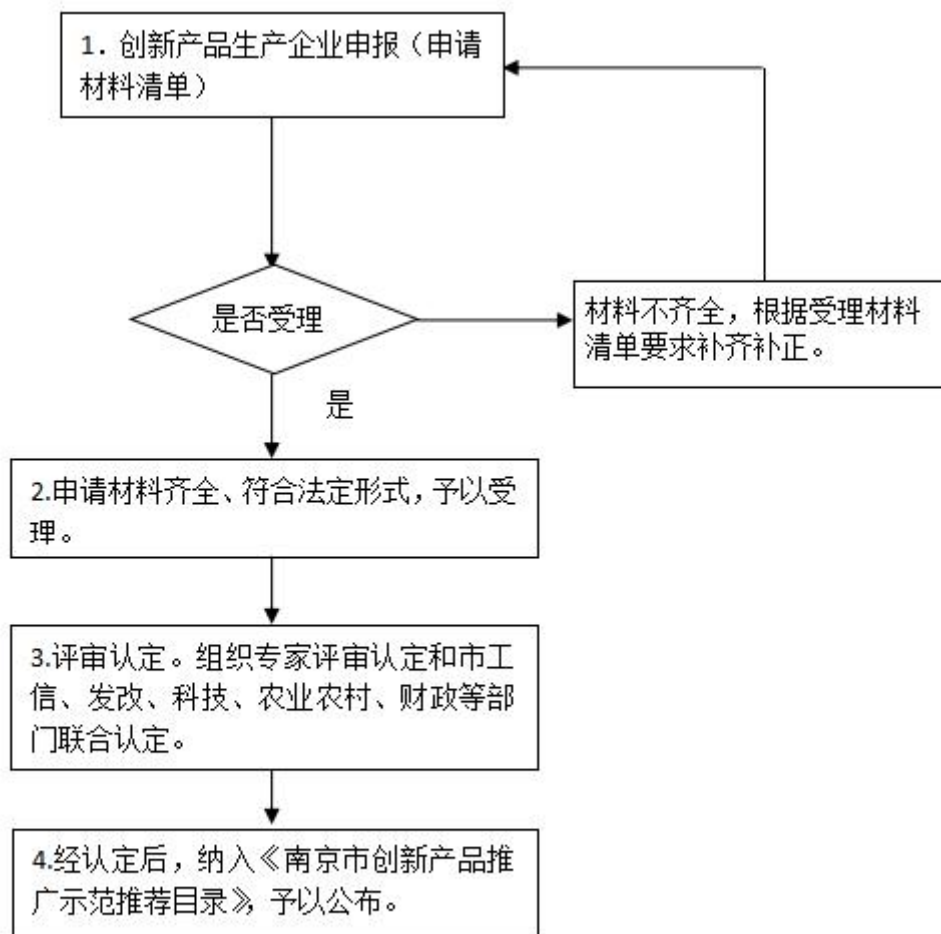 1. 创新产品生产企业申报（申请
材料清单）
是否受理
材料不齐全，根据受理材料
清单要求补齐补正。
是
2.申请材料齐全、符合法定形式，予以受
理。
3.评审认定。组织专家评审认定和市工
信、发改、科技、农业农村、财政等部
门联合认定。
4.经认定后，纳入《南京市创新产品推
广示范推荐目录》，予以公布。